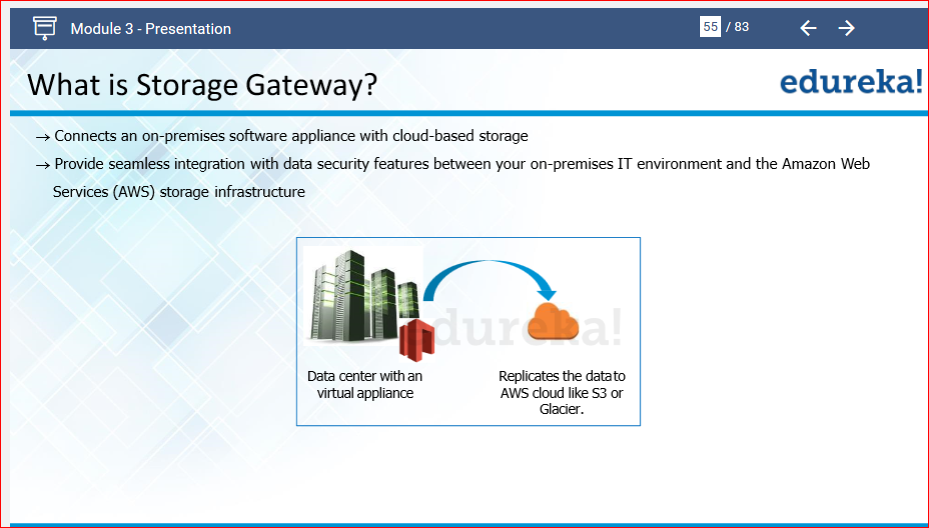 Module 3 - Presentation
55 / 83
What is Storage Gateway?
edureka!
→ Connects an on-premises software appliance with cloud-based storage
→ Provide seamless integration with data security features between your on-premises IT environment and the Amazon Web
Services (AWS) storage infrastructure
edureka!
Data center with an
virtual appliance
Replicates the data to
AWS cloud like S3 or
Glacier.